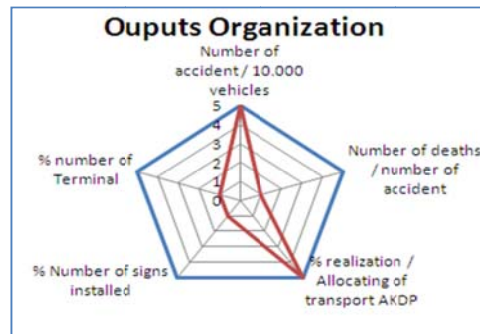 Ouputs Organization
Number of
accident / 10.000
vehicles
5
4
3
2
1
0
Number of deaths
/ number of
accident
% realization /
Allocating of
transport AKDP
% Number of signs
installed
% number of
Terminal